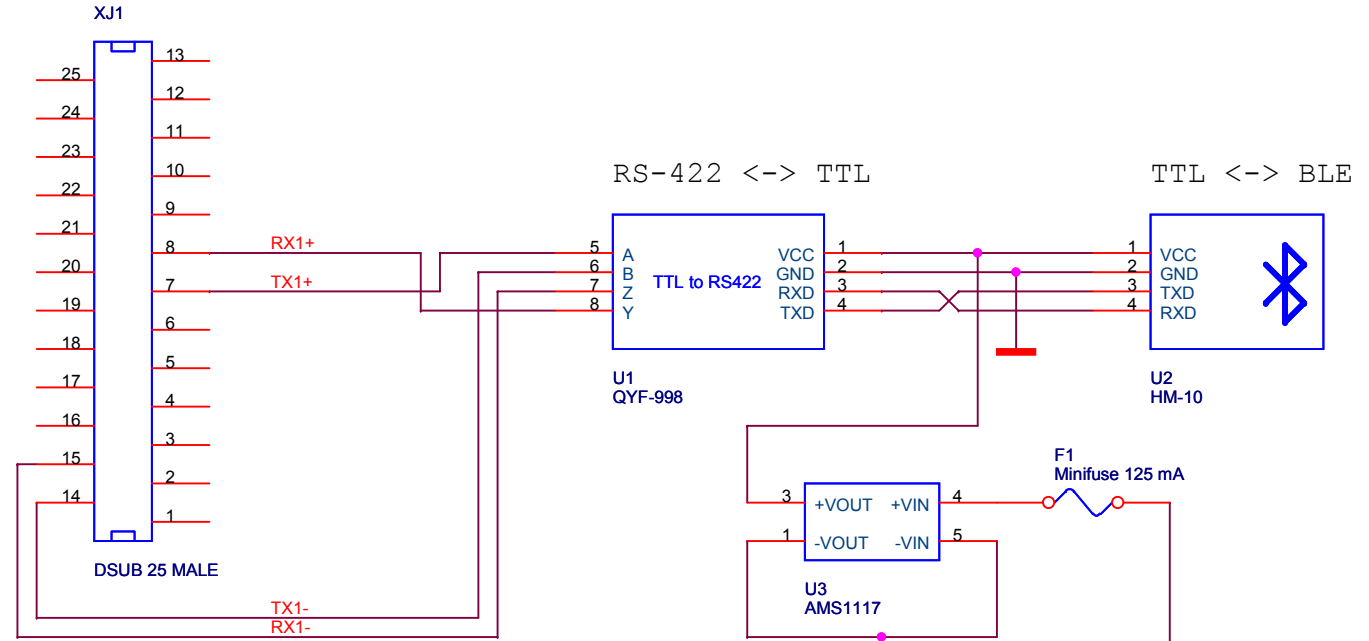 XJ1
13
25
12
24
11
23
10
22
9
21
8
20
7
19
6
18
5
17
4
16
3
15
2
14
1
DSUB 25 MALE
RX1+
TX1+
TX1-
RX1-
RS-422 <-> TTL
5 A VCC 1
6 B GND 2
7 Z TTL to RS422 RXD 3
8 Y TXD 4
U1
QYF-998
TTL <-> BLE
1 VCC
2 GND
3 TXD
4 RXD
U2
HM-10
F1
Minifuse 125 mA
3 +VOUT +VIN 4
1 -VOUT -VIN 5
U3
AMS1117